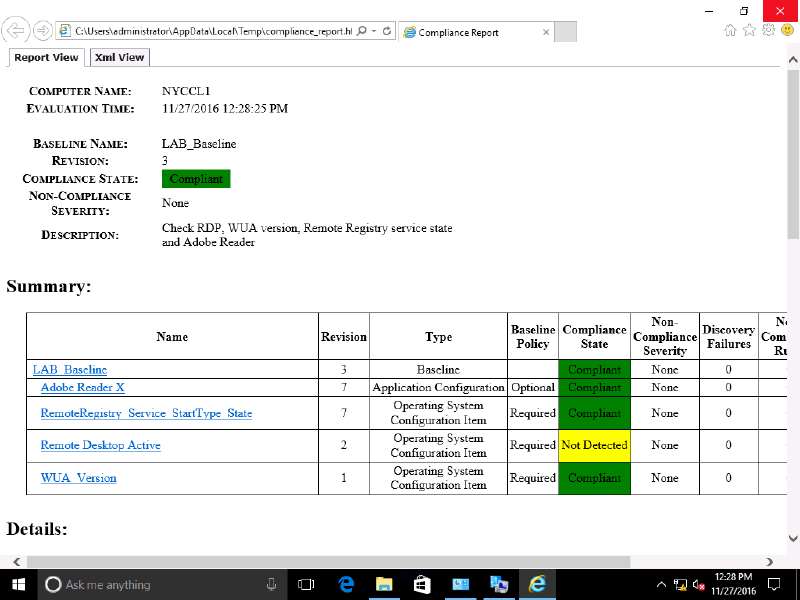 C:\Users\administrator\AppData\Local\Temp\compliance_report.ht
Compliance Report
Report View
Xml View
COMPUTER NAME: NYCCL1
EVALUATION TIME: 11/27/2016 12:28:25 PM
BASELINE NAME: LAB_Baseline
REVISION: 3
COMPLIANCE STATE: Compliant
NON-COMPLIANCE
SEVERITY: None
DESCRIPTION: Check RDP, WUA version, Remote Registry service state
and Adobe Reader
Summary:
Name Revision Type Baseline Policy Compliance State Non-Compliance Severity Discovery Failures
LAB_Baseline 3 Baseline Compliant None 0
Adobe Reader X 7 Application Configuration Optional Compliant None 0
RemoteRegistry_Service_StartType_State 7 Operating System Configuration Item Required Compliant None 0
Remote Desktop Active 2 Operating System Configuration Item Required Not Detected None 0
WUA_Version 1 Operating System Configuration Item Required Compliant None 0
Details:
Ask me anything
12:28 PM
11/27/2016